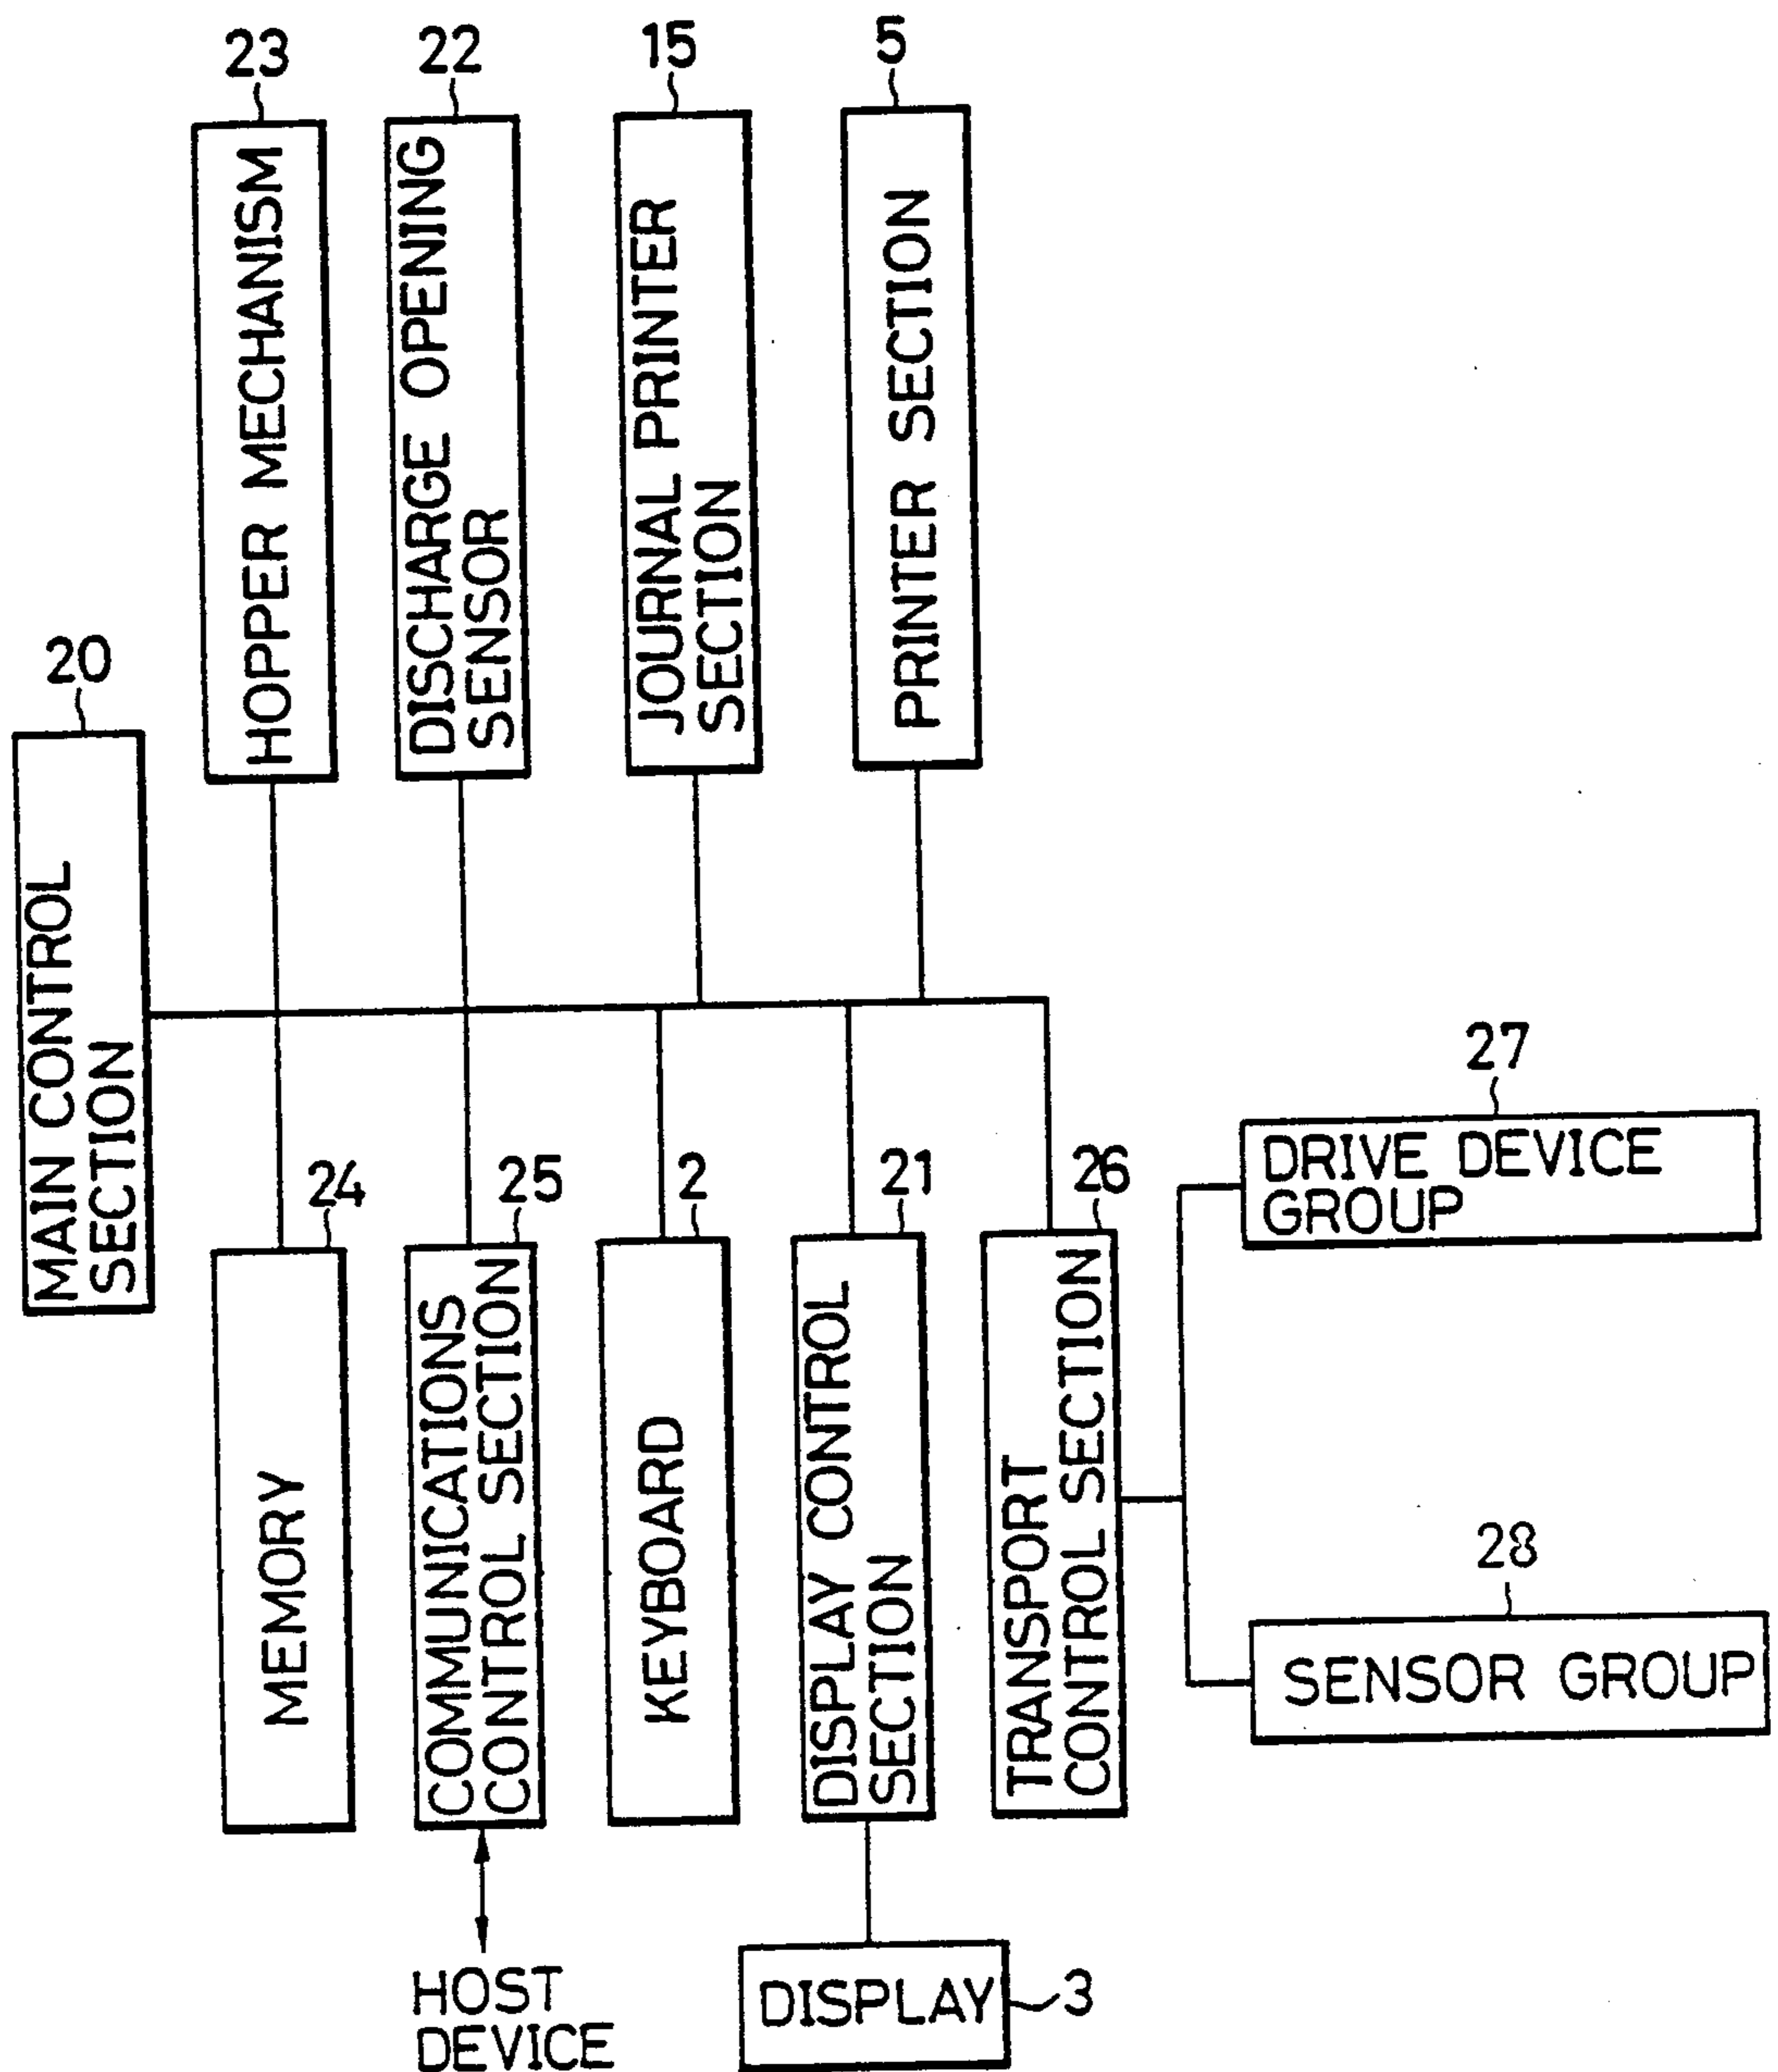 23
HOPPER MECHANISM
22
DISCHARGE OPENING
SENSOR
15
JOURNAL PRINTER
SECTION
5
PRINTER SECTION
20
MAIN CONTROL
SECTION
24
MEMORY
25
COMMUNICATIONS
CONTROL SECTION
HOST
DEVICE
2
KEYBOARD
21
DISPLAY CONTROL
SECTION
DISPLAY
3
26
TRANSPORT
CONTROL SECTION
27
DRIVE DEVICE
GROUP
28
SENSOR GROUP